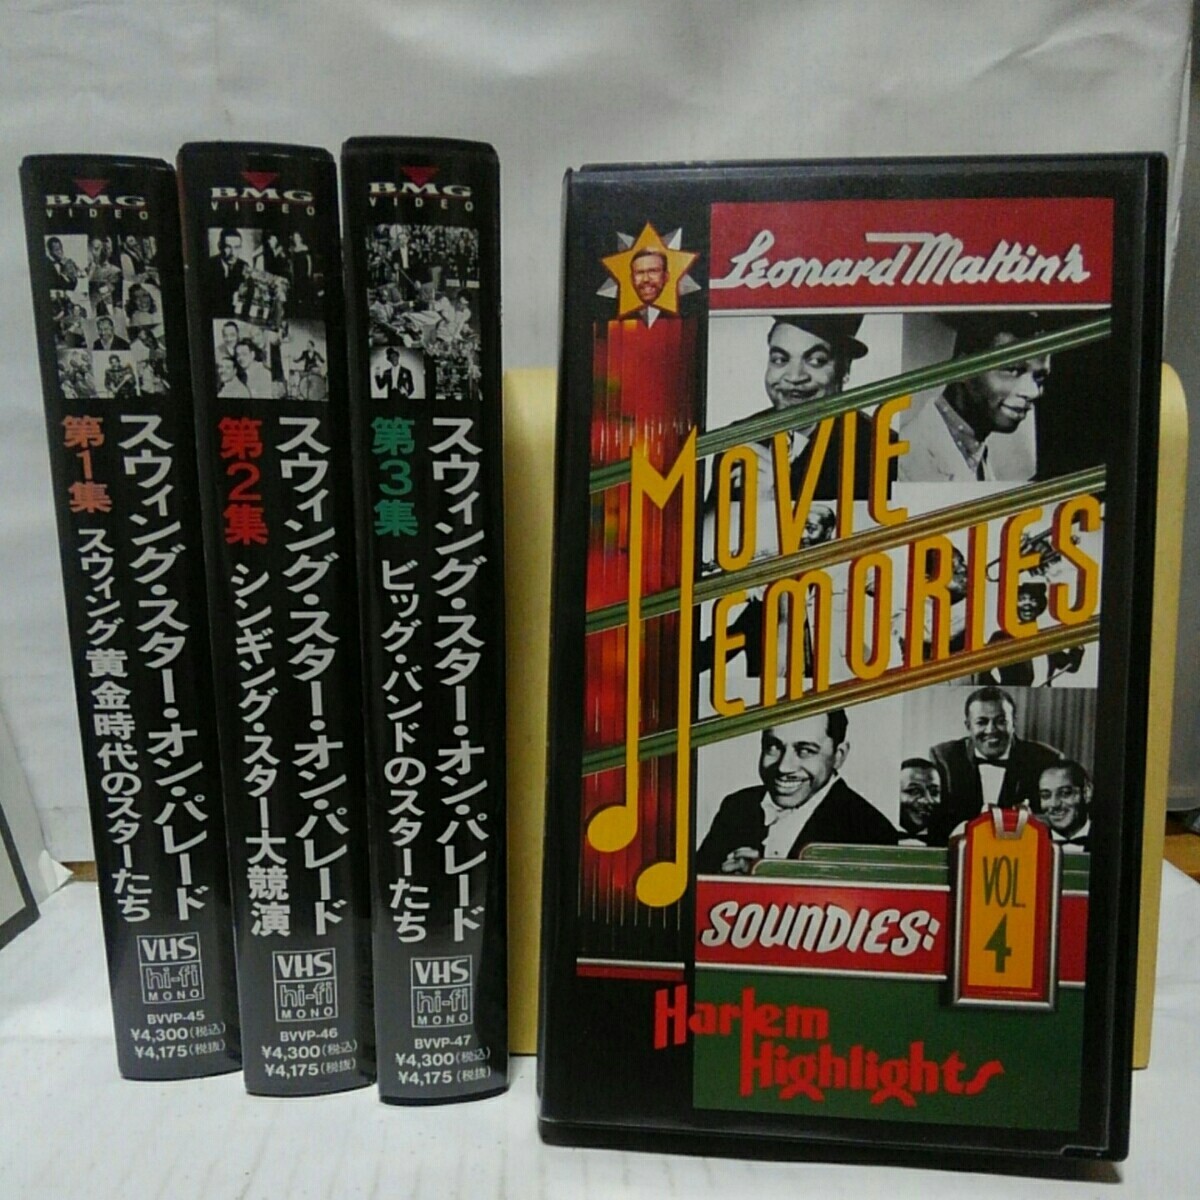 BMG
VIDEO
第1集
スウィング・スター・オン・パレード
スウィング黄金時代のスターたち
VHS
hi-fi
MONO
BVVP-45
¥4,300(税込)
¥4,175(税抜)
BMG
VIDEO
第2集
スウィング・スター・オン・パレード
シンギング・スター大競演
VHS
hi-fi
MONO
BVVP-46
¥4,300(税込)
¥4,175(税抜)
BMG
VIDEO
第3集
スウィング・スター・オン・パレード
ビッグ・バンドのスターたち
VHS
hi-fi
MONO
BVVP-47
¥4,300(税込)
¥4,175(税抜)
Leonard Maltin's
MOVIE
MEMORIES
SOUNDIES:
VOL.
4
Harlem
Highlights